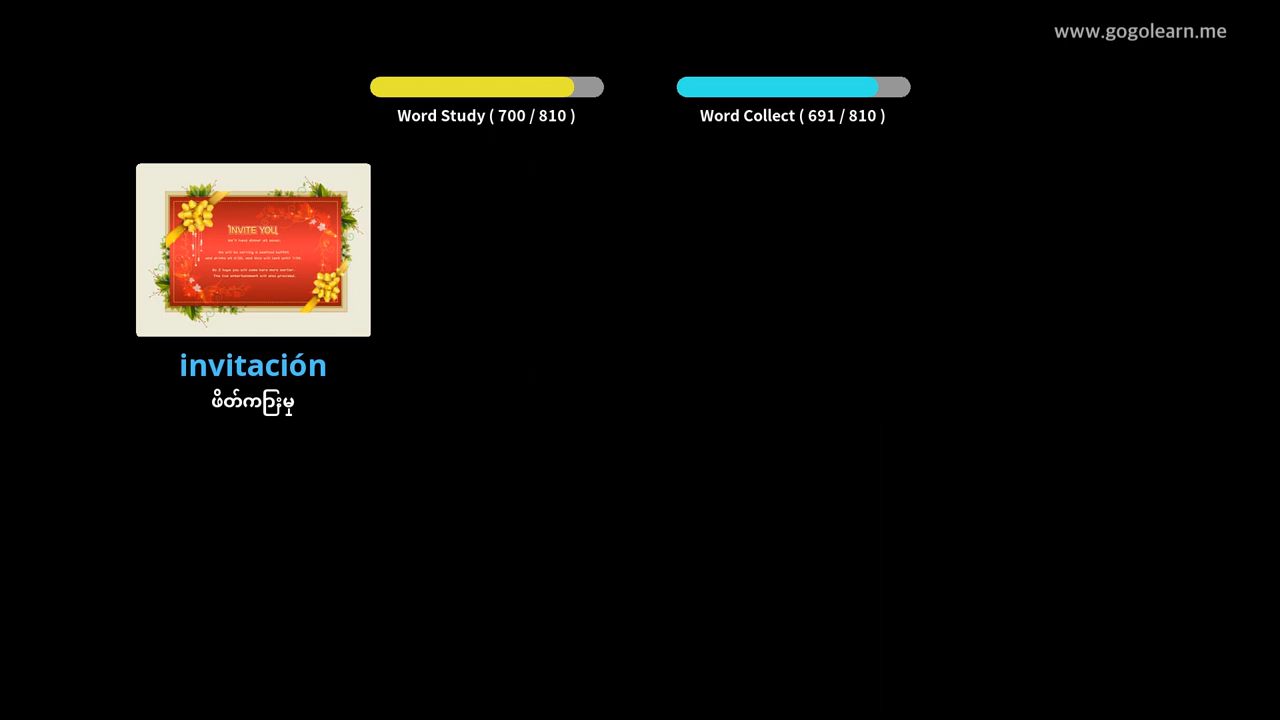 www.gogolearn.me
Word Study ( 700 / 810 )
Word Collect ( 691 / 810 )
INVITE YOU
invitación
ဖိတ်ကြားမှု